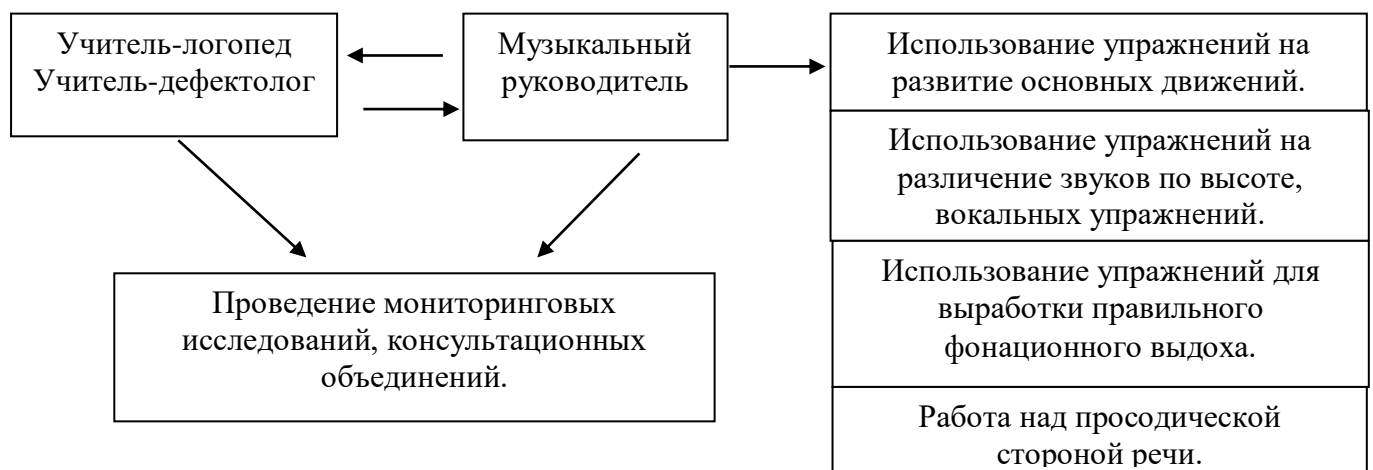 Учитель-логопед
Учитель-дефектолог
Музыкальный
руководитель
Использование упражнений на
развитие основных движений.
Использование упражнений на
различение звуков по высоте,
вокальных упражнений.
Использование упражнений для
выработки правильного
фонационного выдоха.
Работа над просодической
стороной речи.
Проведение мониторинговых
исследований, консультационных
объединений.